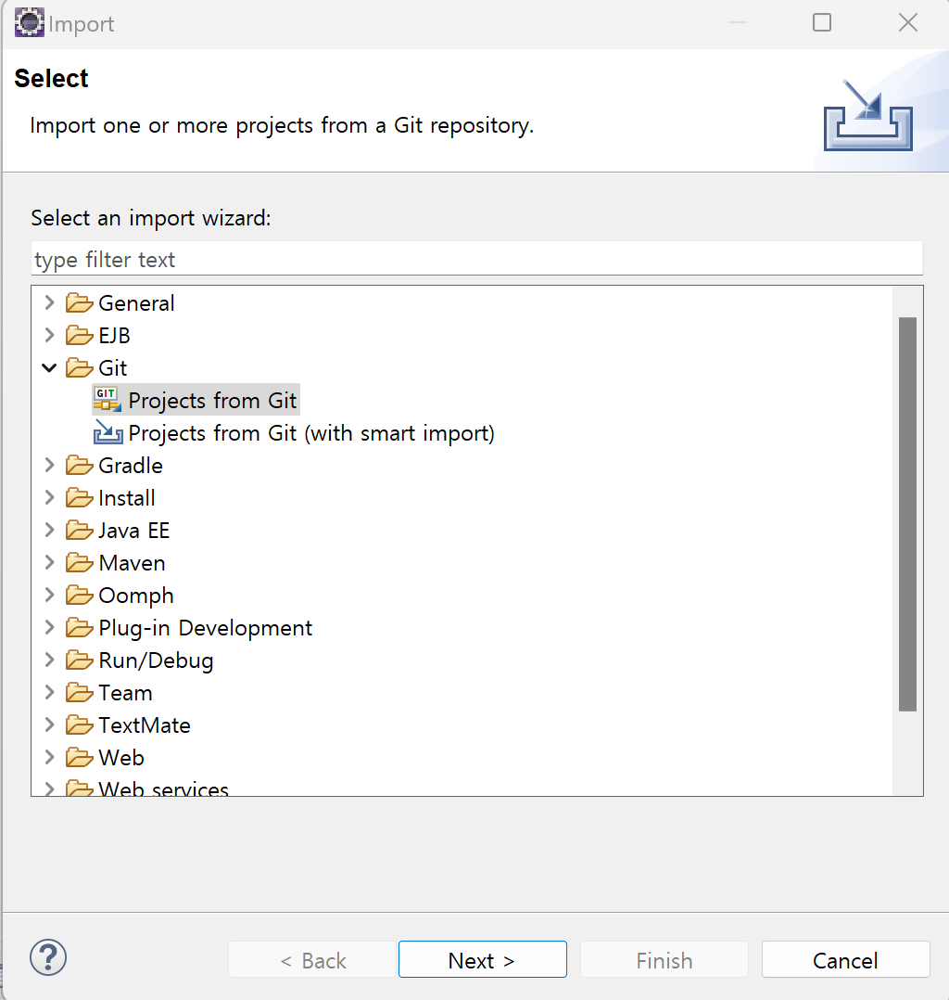 Import
Select
Import one or more projects from a Git repository.
Select an import wizard:
type filter text
General
EJB
Git
GIT
Projects from Git
Projects from Git (with smart import)
Gradle
Install
Java EE
Maven
Oomph
Plug-in Development
Run/Debug
Team
TextMate
Web
Web services
?
< Back
Next >
Finish
Cancel